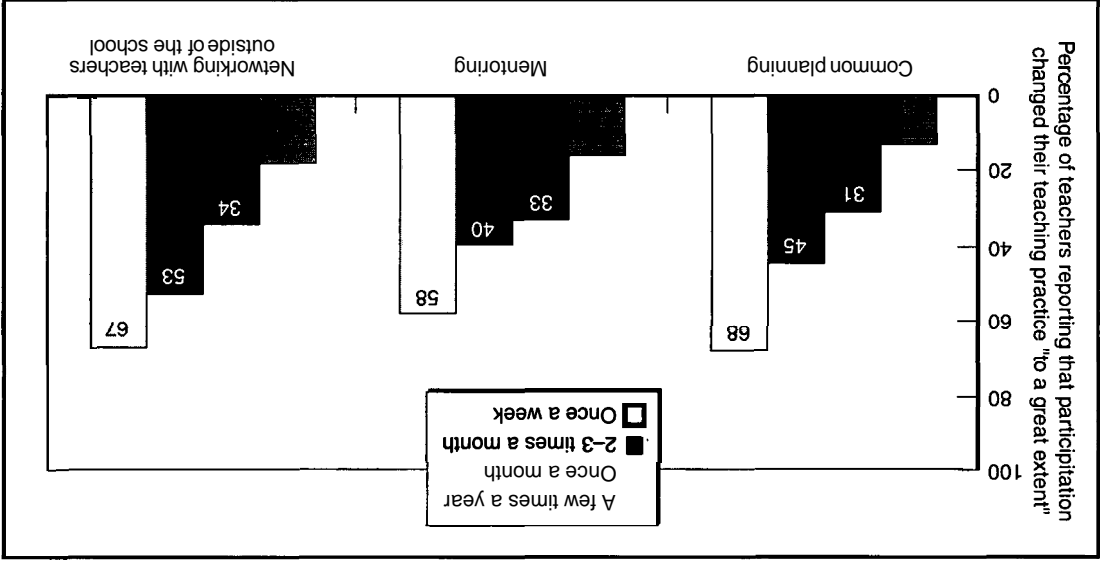 Percentage of teachers reporting that participitation
changed their teaching practice "to a great extent"
100
80
60
40
20
0
A few times a year
Once a month
2–3 times a month
Once a week
31
45
68
33
40
58
34
53
67
Common planning
Mentoring
Networking with teachers
outside of the school